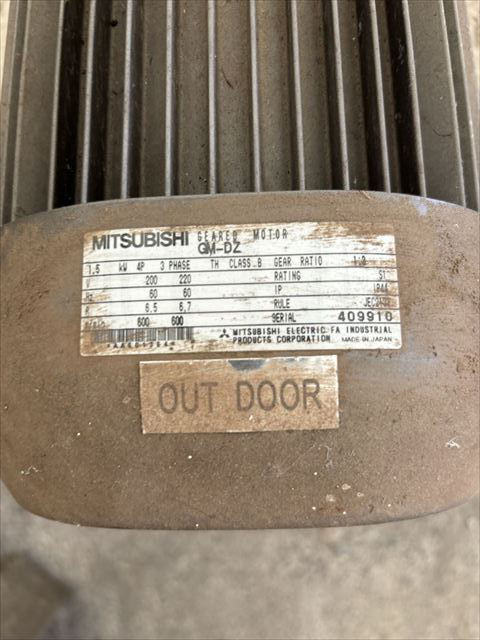 MITSUBISHI GEARED MOTOR
GM-DZ
1.5 kW 4P 3 PHASE TH CLASS B GEAR RATIO
V 200 220 RATING S1
Hz 60 60 IP IP44
A 6.5 6.7 RULE
600 600 SERIAL 409910
MITSUBISHI ELECTRIC FA INDUSTRIAL
PRODUCTS CORPORATION MADE IN JAPAN
OUT DOOR